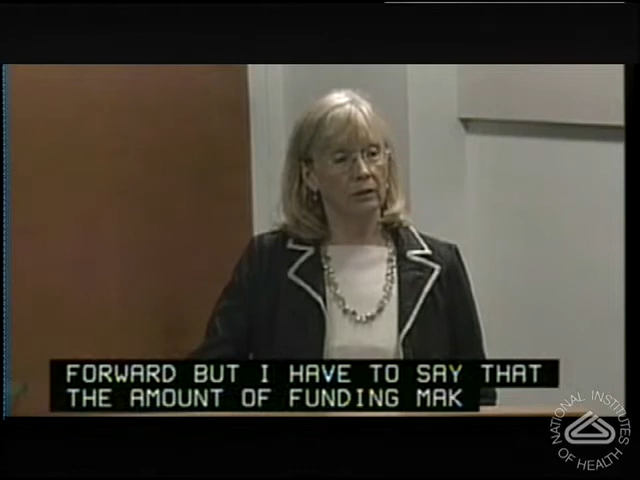 FORWARD BUT I HAVE TO SAY THAT
THE AMOUNT OF FUNDING MAK
NATIONAL INSTITUTES
OF HEALTH